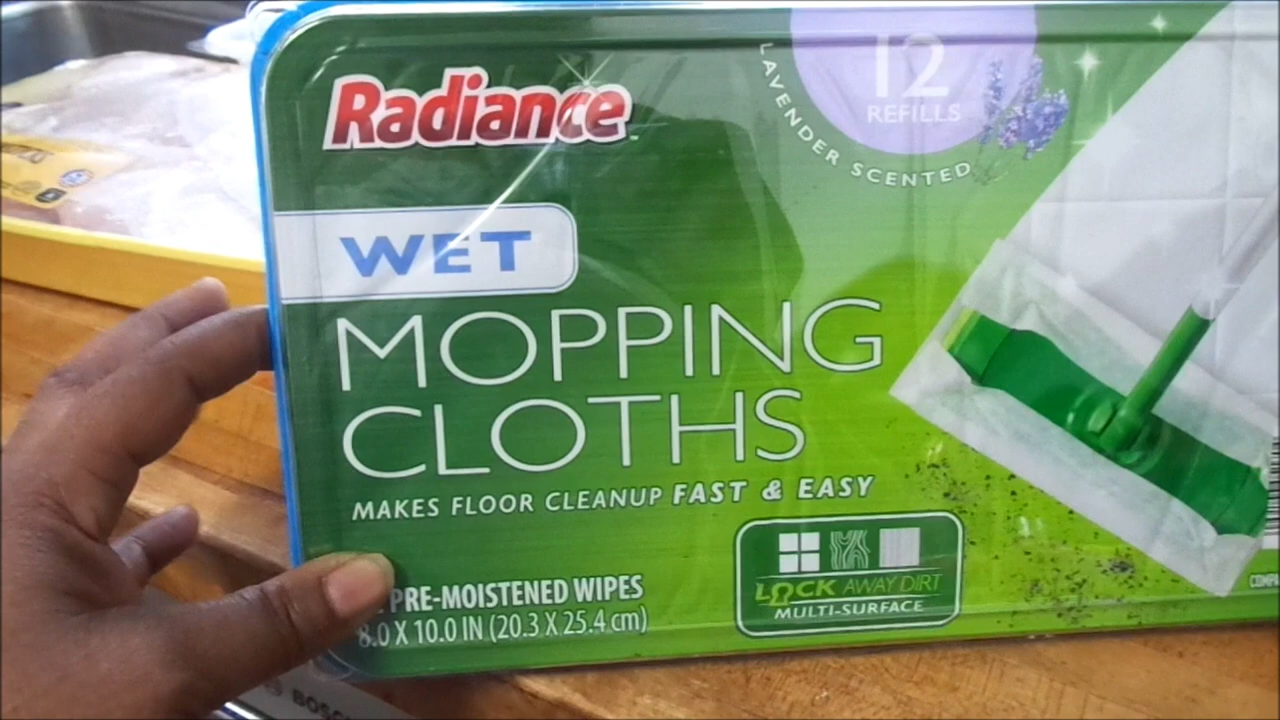 12
REFILLS
LAVENDER SCENTED
Radiance
WET
MOPPING
CLOTHS
MAKES FLOOR CLEANUP FAST & EASY
PRE-MOISTENED WIPES
8.0 X 10.0 IN (20.3 X 25.4 cm)
LOCK AWAY DIRT
MULTI-SURFACE